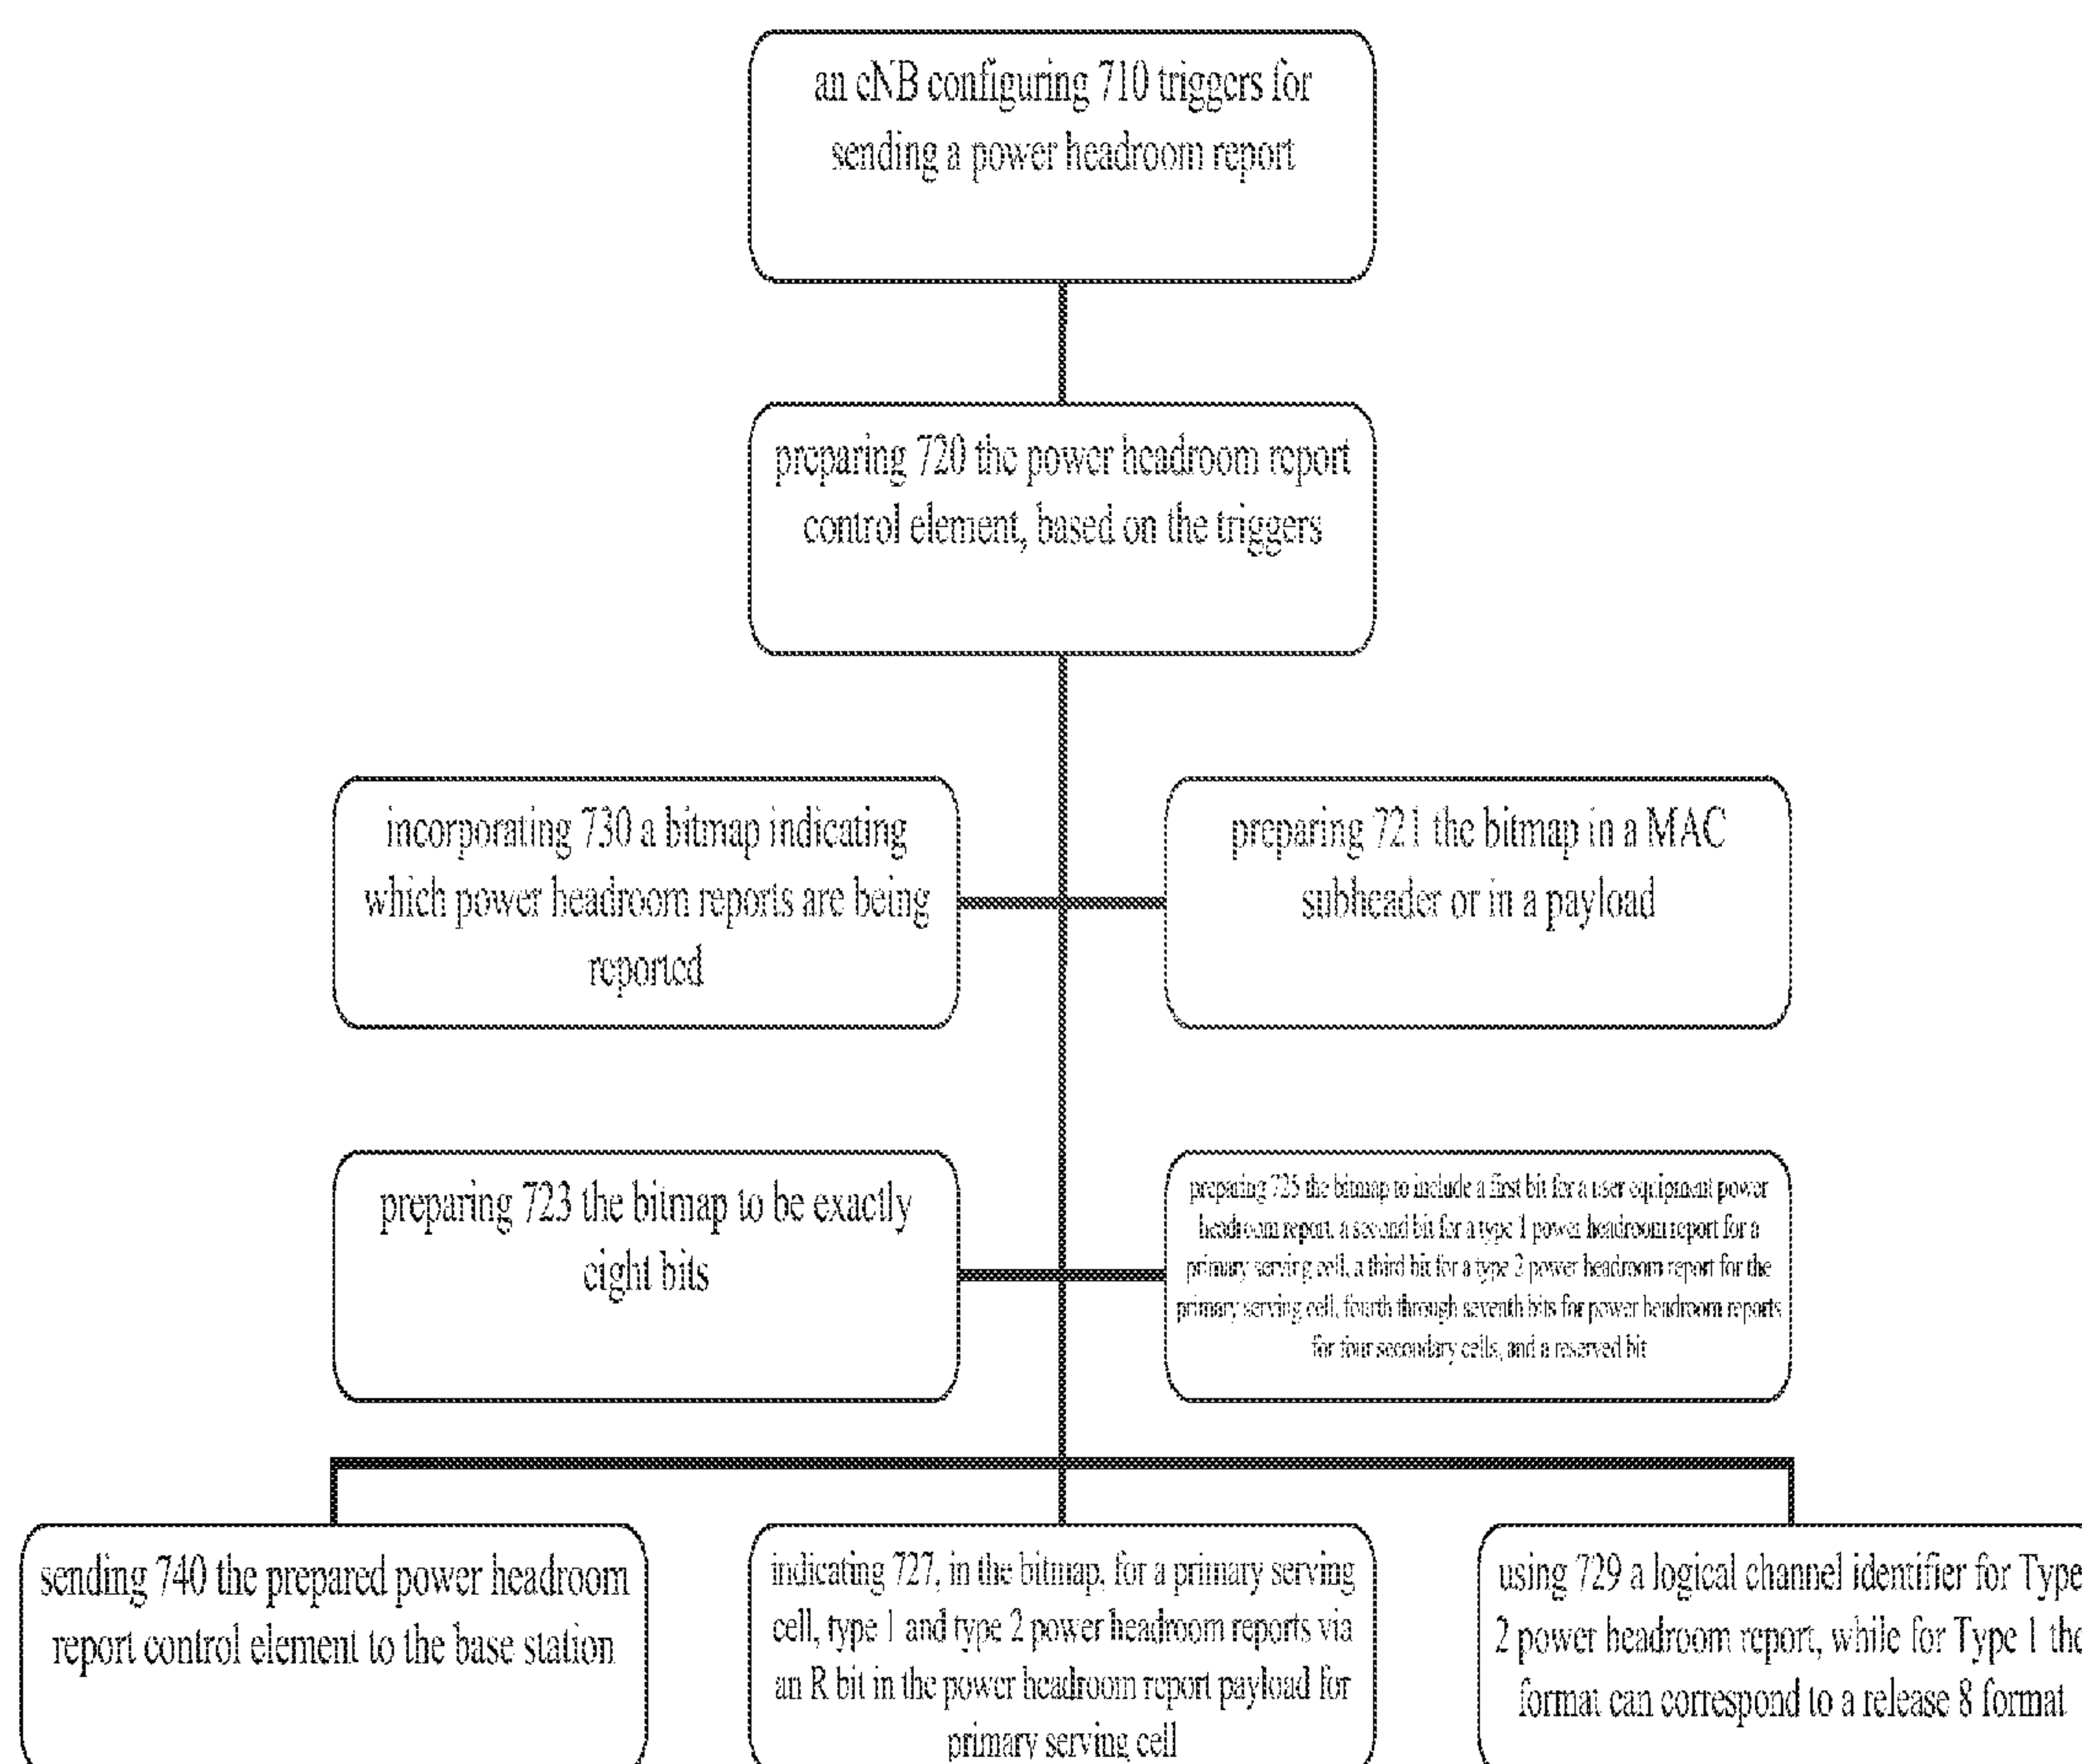 an eNB configuring 710 triggers for
sending a power headroom report
preparing 720 the power headroom report
control element, based on the triggers
incorporating 730 a bitmap indicating
which power headroom reports are being
reported
preparing 721 the bitmap in a MAC
subheader or in a payload
preparing 723 the bitmap to be exactly
eight bits
preparing 725 the bitmap to include a first bit for a user equipment power
headroom report, a second bit for a type 1 power headroom report for a
primary serving cell, a third bit for a type 2 power headroom report for the
primary serving cell, fourth through seventh bits for power headroom reports
for four secondary cells, and a reserved bit
sending 740 the prepared power headroom
report control element to the base station
indicating 727, in the bitmap, for a primary serving
cell, type 1 and type 2 power headroom reports via
an R bit in the power headroom report payload for
primary serving cell
using 729 a logical channel identifier for Type
2 power headroom report, while for Type 1 the
format can correspond to a release 8 format